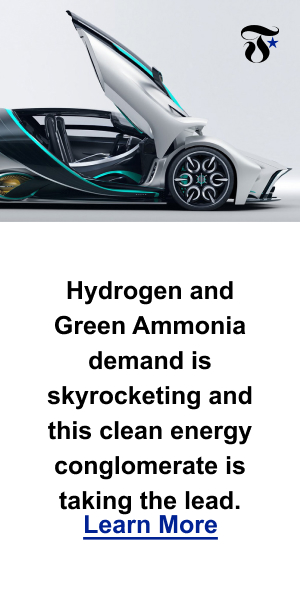 Hydrogen and
Green Ammonia
demand is
skyrocketing and
this clean energy
conglomerate is
taking the lead.
Learn More